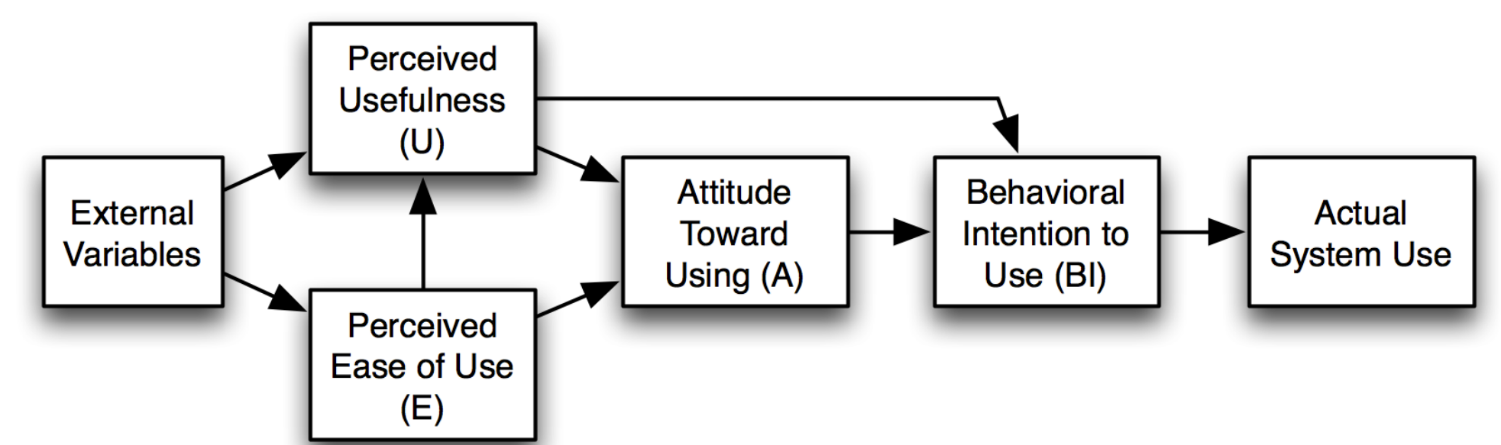 Perceived
Usefulness
(U)
External
Variables
Perceived
Ease of Use
(E)
Attitude
Toward
Using (A)
Behavioral
Intention to
Use (BI)
Actual
System Use